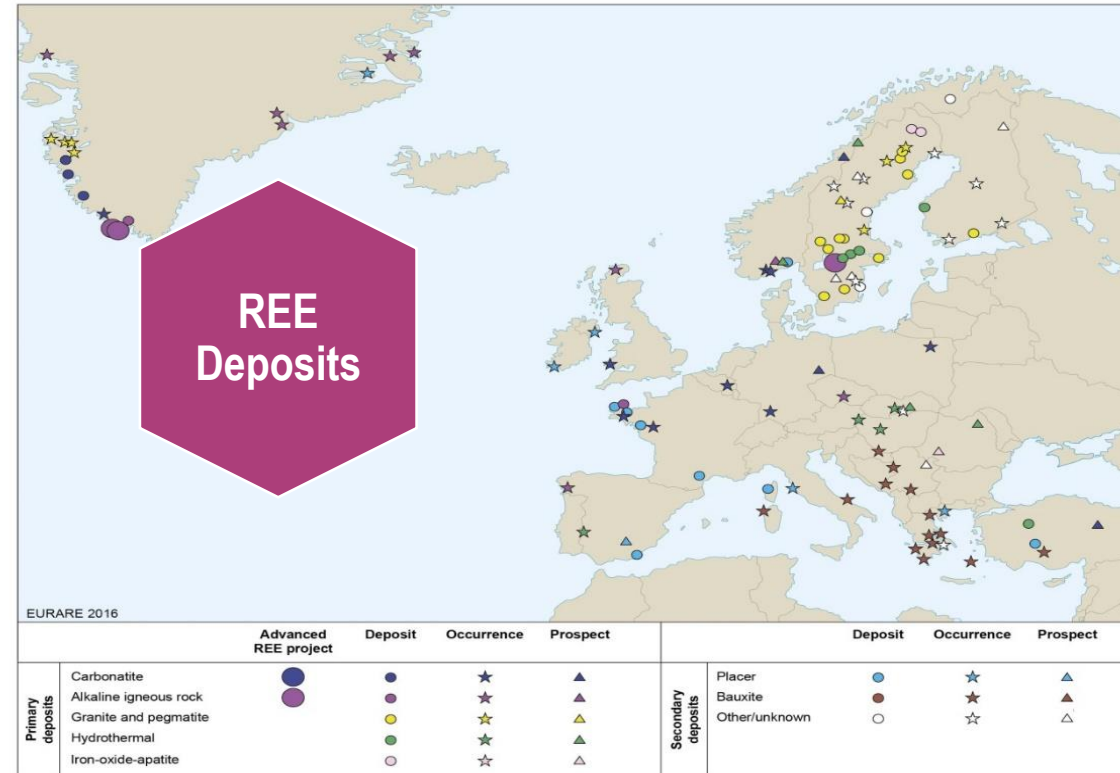 REE
Deposits
EURARE 2016
Advanced
REE project
Deposit
Occurrence
Prospect
Deposit
Occurrence
Prospect
Primary
deposits
Carbonatite
Alkaline igneous rock
Granite and pegmatite
Hydrothermal
Iron-oxide-apatite
Secondary
deposits
Placer
Bauxite
Other/unknown